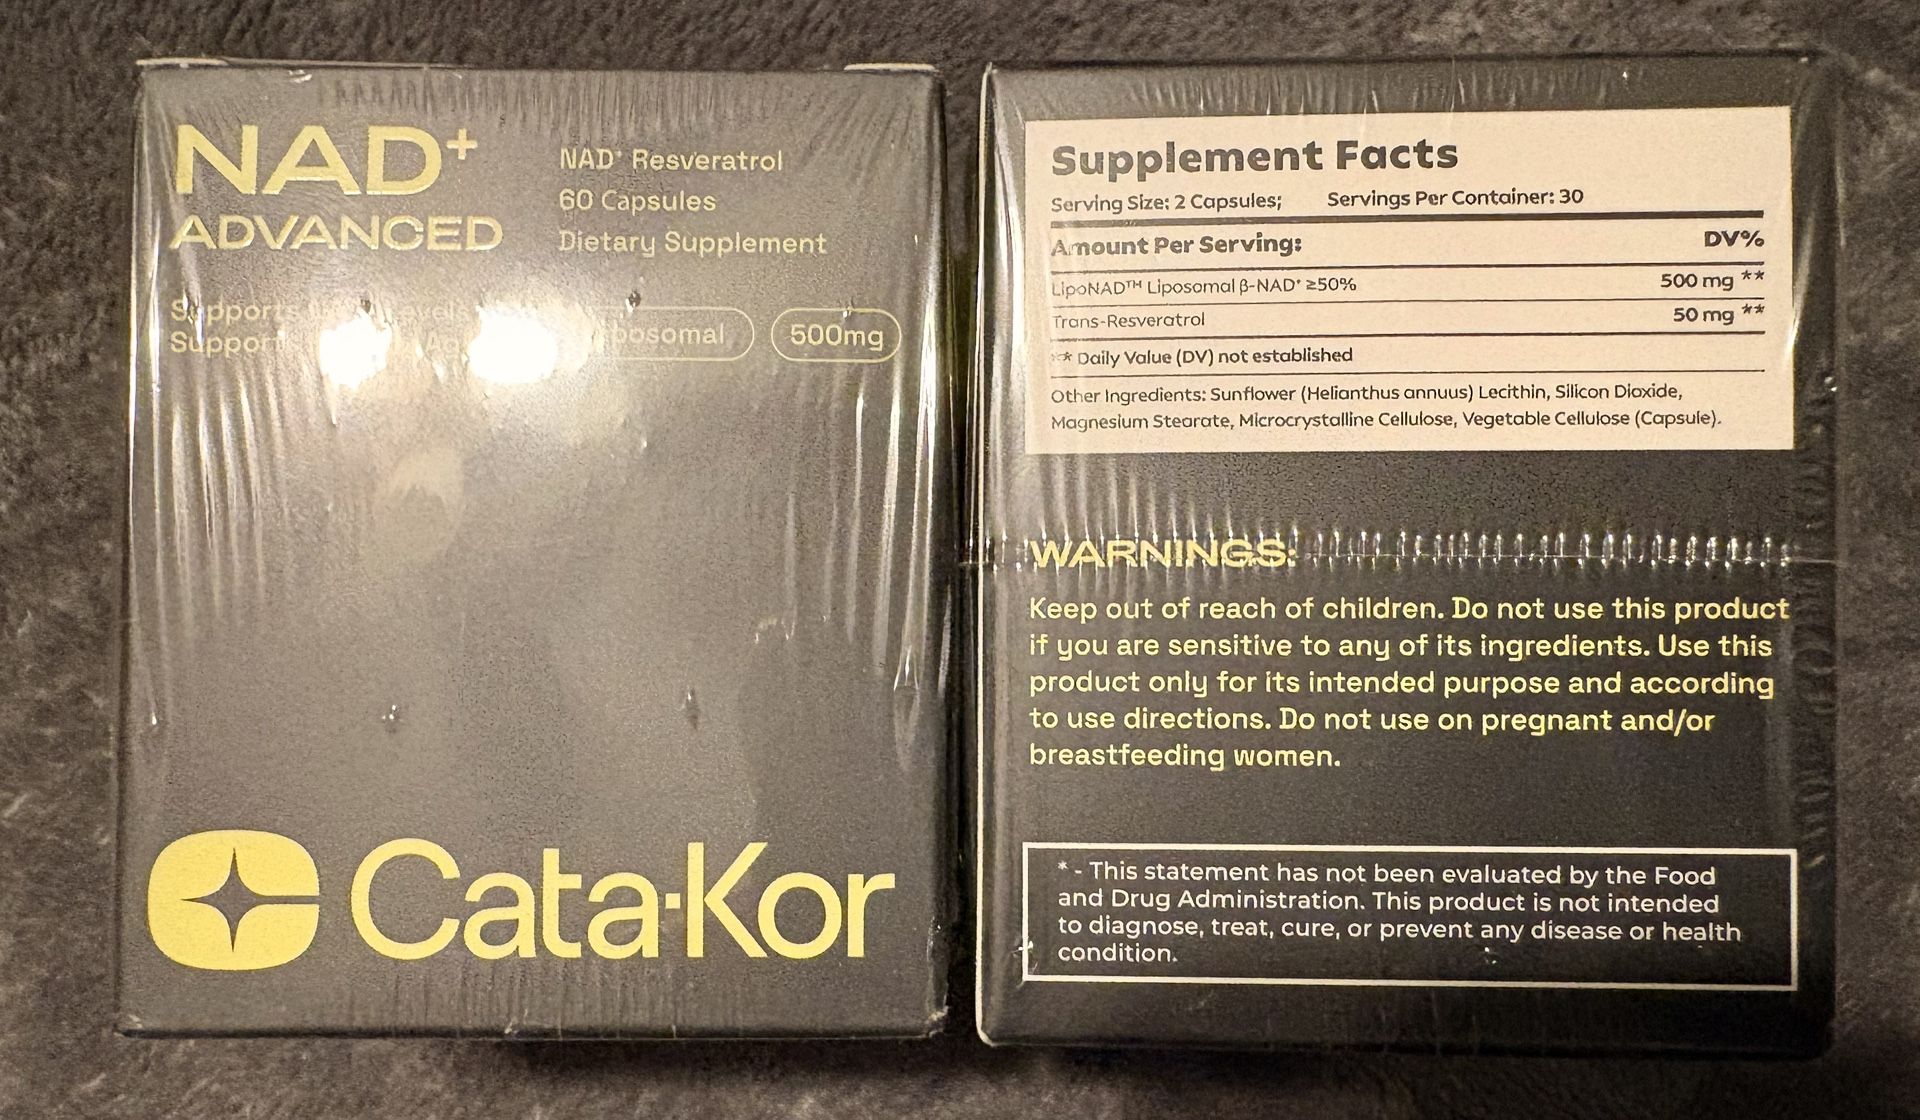 NAD⁺
ADVANCED
NAD⁺ Resveratrol
60 Capsules
Dietary Supplement
Supports
500mg
Cata·Kor
Supplement Facts
Serving Size: 2 Capsules; Servings Per Container: 30
Amount Per Serving: DV%
LipoNAD™ Liposomal β-NAD⁺ ≥50% 500 mg **
Trans-Resveratrol 50 mg **
** Daily Value (DV) not established
Other Ingredients: Sunflower (Helianthus annuus) Lecithin, Silicon Dioxide,
Magnesium Stearate, Microcrystalline Cellulose, Vegetable Cellulose (Capsule).
WARNINGS:
Keep out of reach of children. Do not use this product
if you are sensitive to any of its ingredients. Use this
product only for its intended purpose and according
to use directions. Do not use on pregnant and/or
breastfeeding women.
* - This statement has not been evaluated by the Food
and Drug Administration. This product is not intended
to diagnose, treat, cure, or prevent any disease or health
condition.